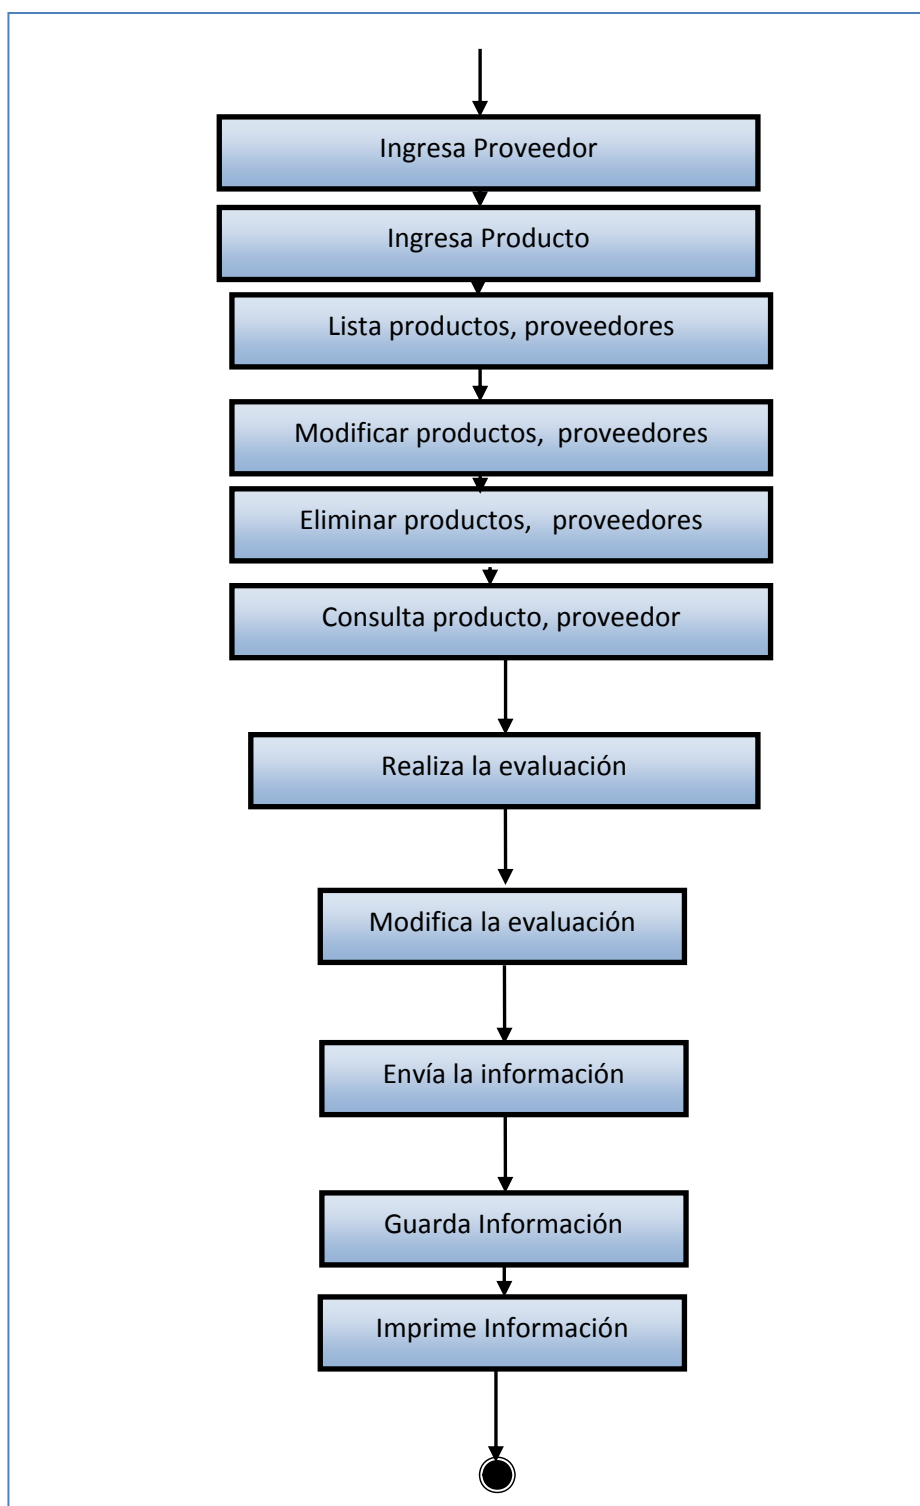 Ingresa Proveedor
Ingresa Producto
Lista productos, proveedores
Modificar productos,  proveedores
Eliminar productos,   proveedores
Consulta producto, proveedor
Realiza la evaluación
Modifica la evaluación
Envía la información
Guarda Información
Imprime Información